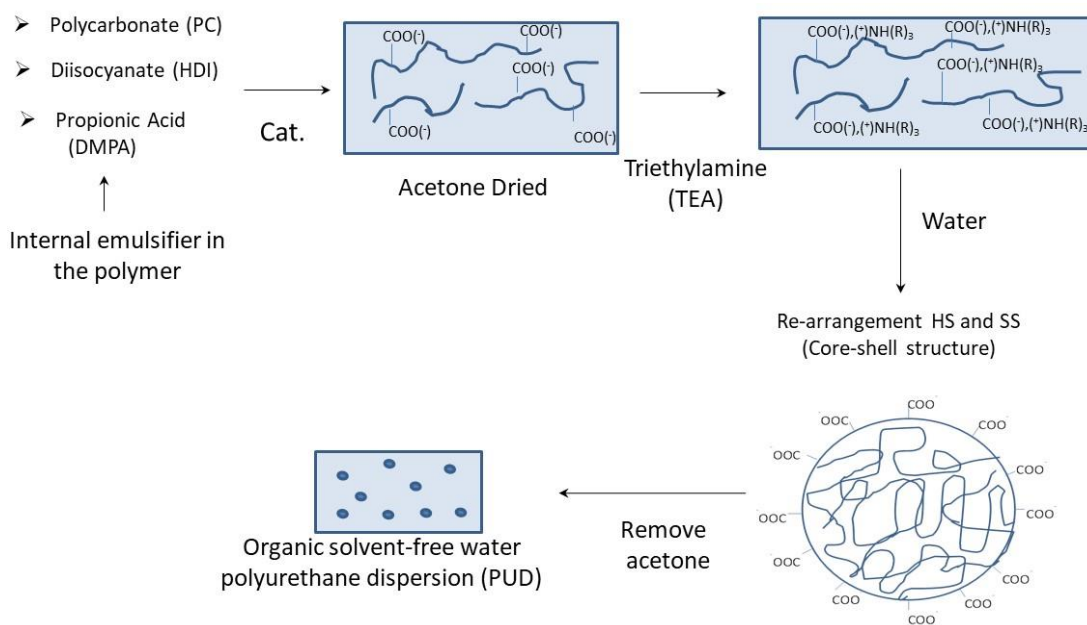 Polycarbonate (PC)
Diisocyanate (HDI)
Propionic Acid
(DMPA)
Internal emulsifier in
the polymer
Cat.
COO(-)
COO(-)
COO(-)
COO(-)
COO(-)
Acetone Dried
Triethylamine
(TEA)
COO(-),(+)NH(R)3
COO(-),(+)NH(R)3
COO(-),(+)NH(R)3
COO(-),(+)NH(R)3
COO(-),(+)NH(R)3
Water
Re-arrangement HS and SS
(Core-shell structure)
COO-
-OOC
COO-
-OOC
COO-
-OOC
COO-
-OOC
COO-
COO-
COO-
COO-
Remove
acetone
Organic solvent-free water
polyurethane dispersion (PUD)